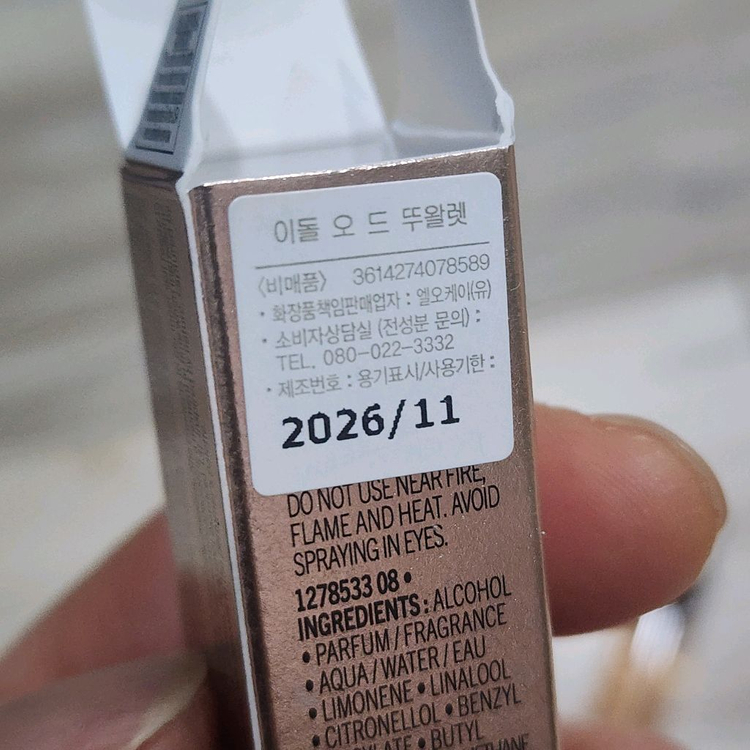 이돌 오 드 뚜왈렛
〈비매품〉 3614274078589
• 화장품책임판매업자 : 엘오케이(유)
• 소비자상담실 (전성분 문의) :
TEL. 080-022-3332
• 제조번호 : 용기표시/사용기한 :
2026/11
DO NOT USE NEAR FIRE,
FLAME AND HEAT. AVOID
SPRAYING IN EYES.
1278533 08 •
INGREDIENTS : ALCOHOL
• PARFUM / FRAGRANCE
• AQUA / WATER / EAU
• LIMONENE • LINALOOL
• CITRONELLOL • BENZYL
• BUTYL